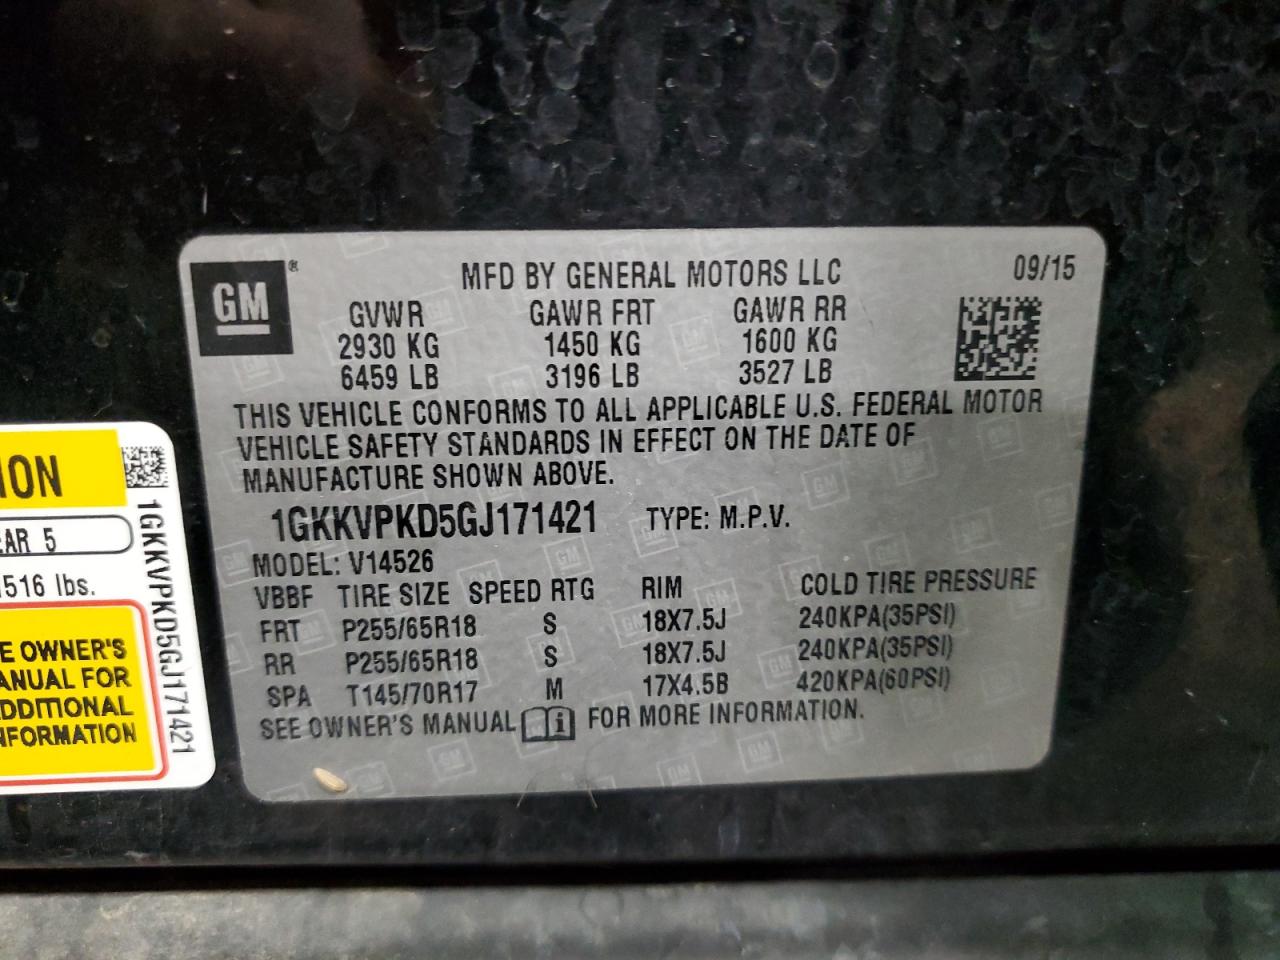 GM ®
MFD BY GENERAL MOTORS LLC 09/15
GVWR GAWR FRT GAWR RR
2930 KG 1450 KG 1600 KG
6459 LB 3196 LB 3527 LB
THIS VEHICLE CONFORMS TO ALL APPLICABLE U.S. FEDERAL MOTOR
VEHICLE SAFETY STANDARDS IN EFFECT ON THE DATE OF
MANUFACTURE SHOWN ABOVE.
1GKKVPKD5GJ171421 TYPE: M.P.V.
MODEL: V14526
VBBF TIRE SIZE SPEED RTG RIM COLD TIRE PRESSURE
FRT P255/65R18 S 18X7.5J 240KPA(35PSI)
RR P255/65R18 S 18X7.5J 240KPA(35PSI)
SPA T145/70R17 M 17X4.5B 420KPA(60PSI)
SEE OWNER'S MANUAL i FOR MORE INFORMATION.
ION
EAR 5
516 lbs.
E OWNER'S
ANUAL FOR
DDITIONAL
NFORMATION
1GKKVPKD5GJ171421